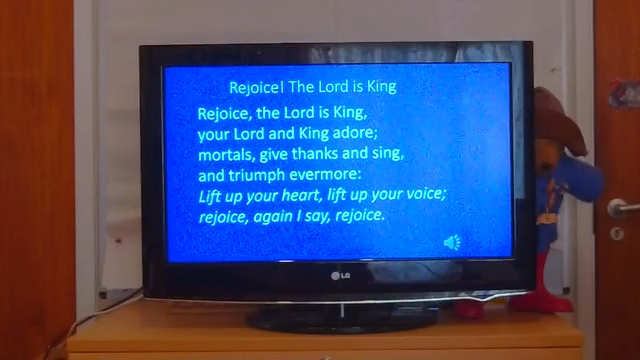 Rejoice! The Lord is King
Rejoice, the Lord is King,
your Lord and King adore;
mortals, give thanks and sing,
and triumph evermore:
Lift up your heart, lift up your voice;
rejoice, again I say, rejoice.
LG